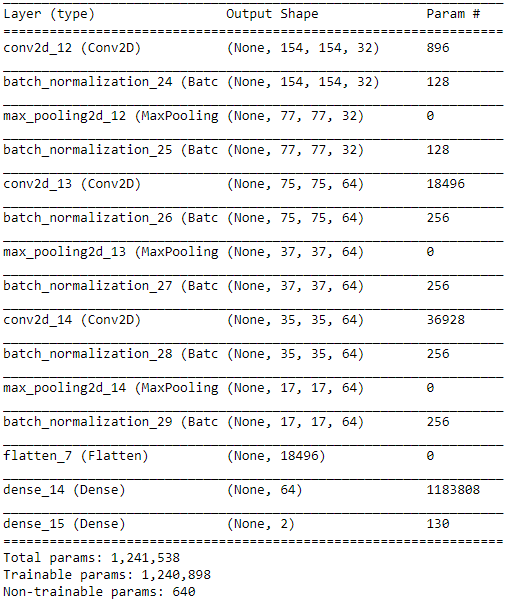 Layer (type) Output Shape Param #
=================================================================
conv2d_12 (Conv2D) (None, 154, 154, 32) 896
batch_normalization_24 (Batc (None, 154, 154, 32) 128
max_pooling2d_12 (MaxPooling (None, 77, 77, 32) 0
batch_normalization_25 (Batc (None, 77, 77, 32) 128
conv2d_13 (Conv2D) (None, 75, 75, 64) 18496
batch_normalization_26 (Batc (None, 75, 75, 64) 256
max_pooling2d_13 (MaxPooling (None, 37, 37, 64) 0
batch_normalization_27 (Batc (None, 37, 37, 64) 256
conv2d_14 (Conv2D) (None, 35, 35, 64) 36928
batch_normalization_28 (Batc (None, 35, 35, 64) 256
max_pooling2d_14 (MaxPooling (None, 17, 17, 64) 0
batch_normalization_29 (Batc (None, 17, 17, 64) 256
flatten_7 (Flatten) (None, 18496) 0
dense_14 (Dense) (None, 64) 1183808
dense_15 (Dense) (None, 2) 130
=================================================================
Total params: 1,241,538
Trainable params: 1,240,898
Non-trainable params: 640